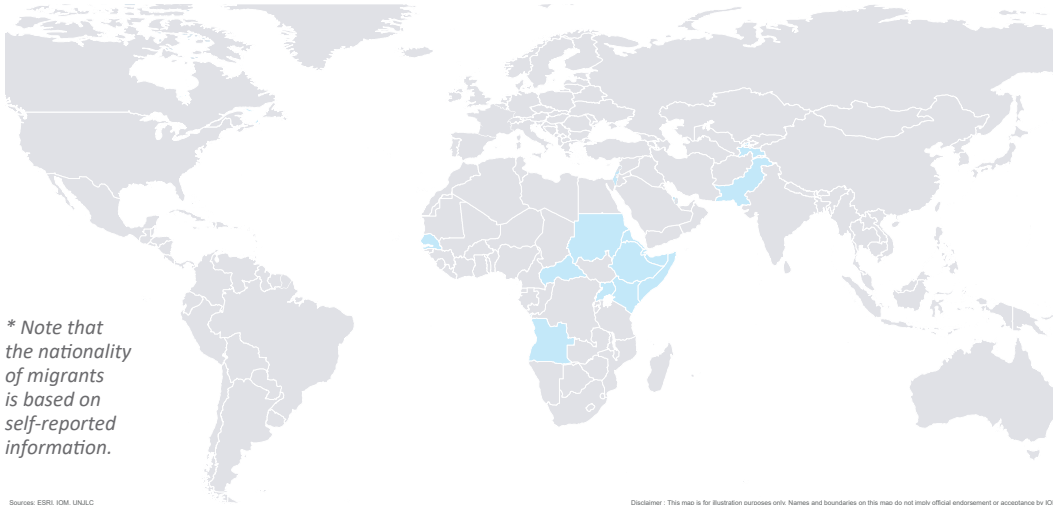 * Note that
the nationality
of migrants
is based on
self-reported
information.
Sources: ESRI, IOM, UNJLC
Disclaimer : This map is for illustration purposes only. Names and boundaries on this map do not imply official endorsement or acceptance by